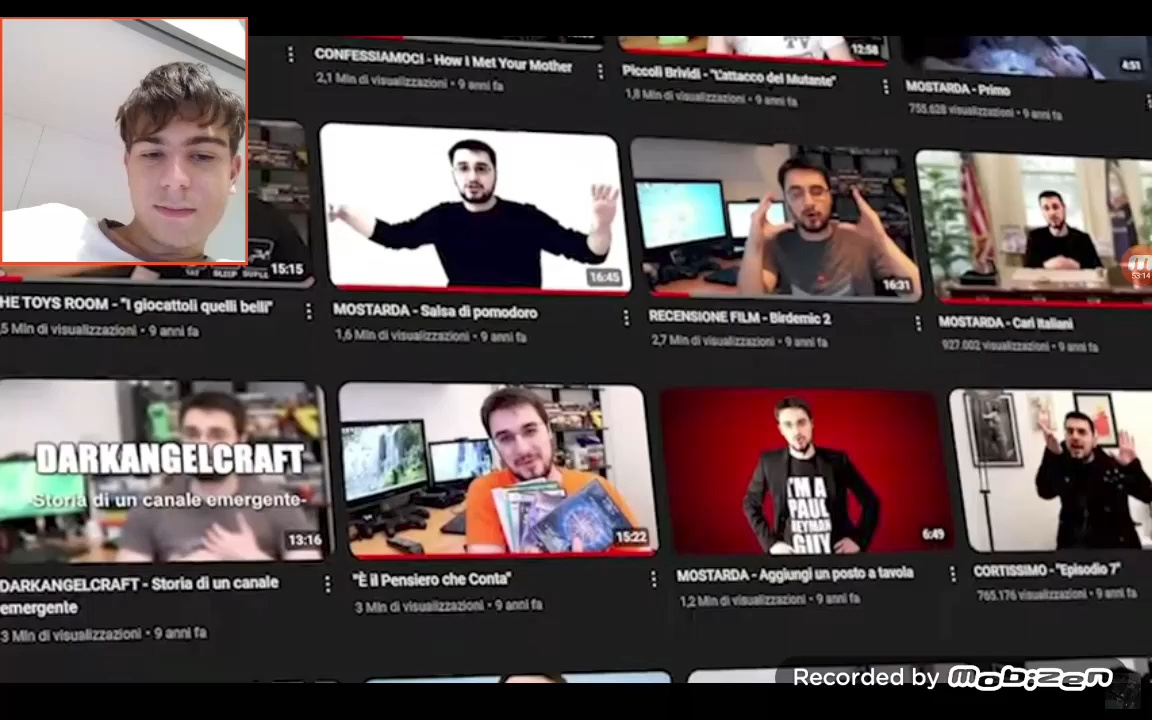 CONFESSIAMOCI - How I Met Your Mother
2,1 Mln di visualizzazioni • 9 anni fa
12:58
Piccoli Brividi - "L'attacco del Mutante"
1,8 Mln di visualizzazioni • 9 anni fa
4:51
MOSTARDA - Primo
755.628 visualizzazioni • 9 anni fa
15:15
HE TOYS ROOM - "I giocattoli quelli belli"
,5 Mln di visualizzazioni • 9 anni fa
16:45
MOSTARDA - Salsa di pomodoro
1,6 Mln di visualizzazioni • 9 anni fa
16:31
RECENSIONE FILM - Birdemic 2
2,7 Mln di visualizzazioni • 9 anni fa
53:14
MOSTARDA - Cari Italiani
927.002 visualizzazioni • 9 anni fa
DARKANGELCRAFT
-Storia di un canale emergente-
13:16
DARKANGELCRAFT - Storia di un canale
emergente
3 Mln di visualizzazioni • 9 anni fa
15:22
"È il Pensiero che Conta"
3 Mln di visualizzazioni • 9 anni fa
I'M A
PAUL
HEYMAN
GUY
6:49
MOSTARDA - Aggiungi un posto a tavola
1,2 Mln di visualizzazioni • 9 anni fa
CORTISSIMO - "Episodio 7"
765.176 visualizzazioni • 9 anni fa
Recorded by Mobizen